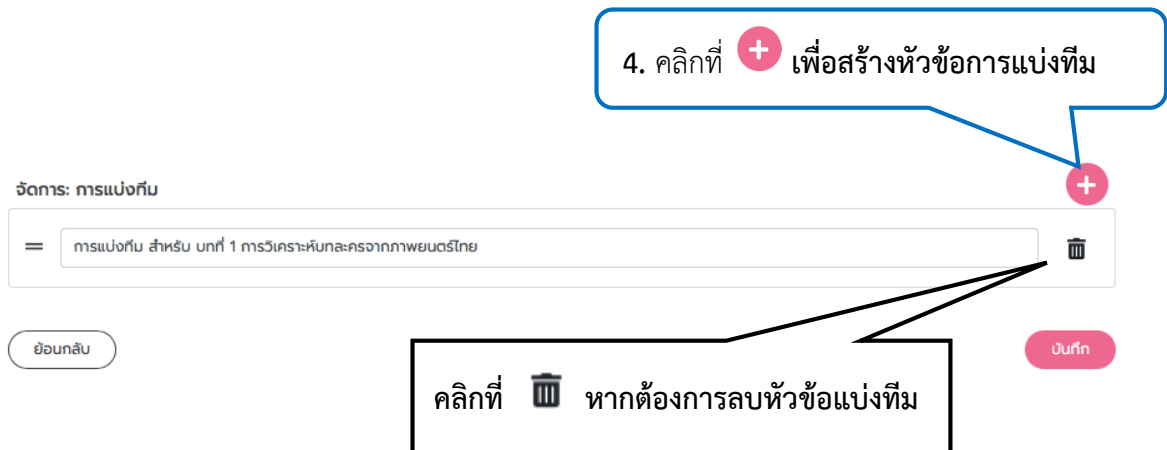 4. คลิกที่ + เพื่อสร้างหัวข้อการแบ่งทีม
จัดการ: การแบ่งทีม
การแบ่งทีม สำหรับ บทที่ 1 การวิเคราะห์บทละครจากภาพยนตร์ไทย
ย้อนกลับ
บันทึก
คลิกที่ หากต้องการลบหัวข้อแบ่งทีม